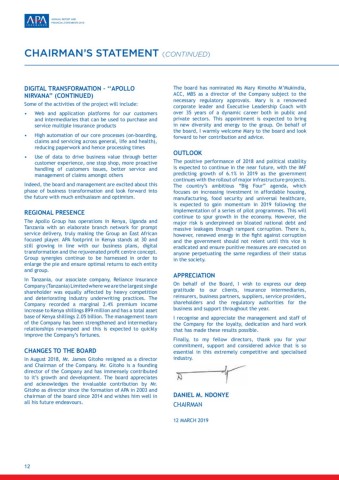 APA
ANNUAL REPORT AND
FINANCIAL STATEMENTS 2018
CHAIRMAN'S STATEMENT (CONTINUED)
DIGITAL TRANSFORMATION - "APOLLO
NIRVANA" (CONTINUED)
Some of the activities of the project will include:
• Web and application platforms for our customers
and intermediaries that can be used to purchase and
service multiple insurance products
• High automation of our core processes (on-boarding,
claims and servicing across general, life and health),
reducing paperwork and hence processing times
• Use of data to drive business value through better
customer experience, one stop shop, more proactive
handling of customers issues, better service and
management of claims amongst others
Indeed, the board and management are excited about this
phase of business transformation and look forward into
the future with much enthusiasm and optimism.
REGIONAL PRESENCE
The Apollo Group has operations in Kenya, Uganda and
Tanzania with an elaborate branch network for prompt
service delivery, truly making the Group an East African
focused player. APA footprint in Kenya stands at 30 and
still growing in line with our business plans, digital
transformation and the rejuvenated profit centre concept.
Group synergies continue to be harnessed in order to
enlarge the pie and ensure optimal returns to each entity
and group.
In Tanzania, our associate company, Reliance Insurance
Company (Tanzania) Limited where we are the largest single
shareholder was equally affected by heavy competition
and deteriorating industry underwriting practices. The
Company recorded a marginal 2.4% premium income
increase to Kenya shillings 899 million and has a total asset
base of Kenya shillings 2.05 billion. The management team
of the Company has been strengthened and intermediary
relationships revamped and this is expected to quickly
improve the Company's fortunes.
CHANGES TO THE BOARD
In August 2018, Mr. James Gitoho resigned as a director
and Chairman of the Company. Mr. Gitoho is a founding
director of the Company and has immensely contributed
to it's growth and development. The board appreciates
and acknowledges the invaluable contribution by Mr.
Gitoho as director since the formation of APA in 2003 and
chairman of the board since 2014 and wishes him well in
all his future endeavours.
The board has nominated Ms Mary Rimotho M'Mukindia,
ACC, MBS as a director of the Company subject to the
necessary regulatory approvals. Mary is a renowned
corporate leader and Executive Leadership Coach with
over 35 years of a dynamic career both in public and
private sectors. This appointment is expected to bring
in new diversity and energy to the group. On behalf of
the board, I warmly welcome Mary to the board and look
forward to her contribution and advice.
OUTLOOK
The positive performance of 2018 and political stability
is expected to continue in the near future, with the IMF
predicting growth of 6.1% in 2019 as the government
continues with the rollout of major infrastructure projects.
The country's ambitious "Big Four" agenda, which
focuses on increasing investment in affordable housing,
manufacturing, food security and universal healthcare,
is expected to gain momentum in 2019 following the
implementation of a series of pilot programmes. This will
continue to spur growth in the economy. However, the
major risk is underpinned on bloated national debt and
massive leakages through rampant corruption. There is,
however, renewed energy in the fight against corruption
and the government should not relent until this vice is
eradicated and ensure punitive measures are executed on
anyone perpetuating the same regardless of their status
in the society.
APPRECIATION
On behalf of the Board, I wish to express our deep
gratitude to our clients, insurance intermediaries,
reinsurers, business partners, suppliers, service providers,
shareholders and the regulatory authorities for the
business and support throughout the year.
I recognise and appreciate the management and staff of
the Company for the loyalty, dedication and hard work
that has made these results possible.
Finally, to my fellow directors, thank you for your
commitment, support and considered advice that is so
essential in this extremely competitive and specialised
industry.
DANIEL M. NDONYE
CHAIRMAN
12 MARCH 2019
12